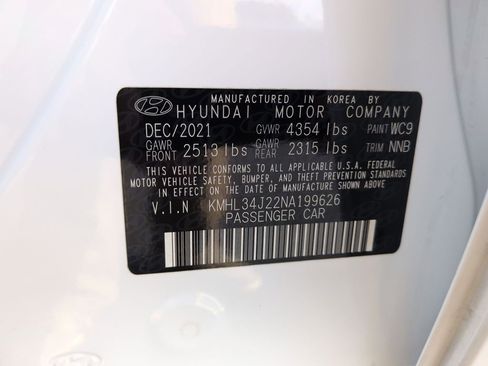 MANUFACTURED IN KOREA BY
HYUNDAI MOTOR COMPANY
DEC/2021 GVWR 4354 lbs PAINT WC9
GAWR FRONT 2513 lbs GAWR REAR 2315 lbs TRIM NNB
THIS VEHICLE CONFORMS TO ALL APPLICABLE U.S.A. FEDERAL
MOTOR VEHICLE SAFETY, BUMPER, AND THEFT PREVENTION STANDARDS
IN EFFECT ON THE DATE OF MANUFACTURE SHOWN ABOVE.
V.I.N KMHL34J22NA199626
PASSENGER CAR